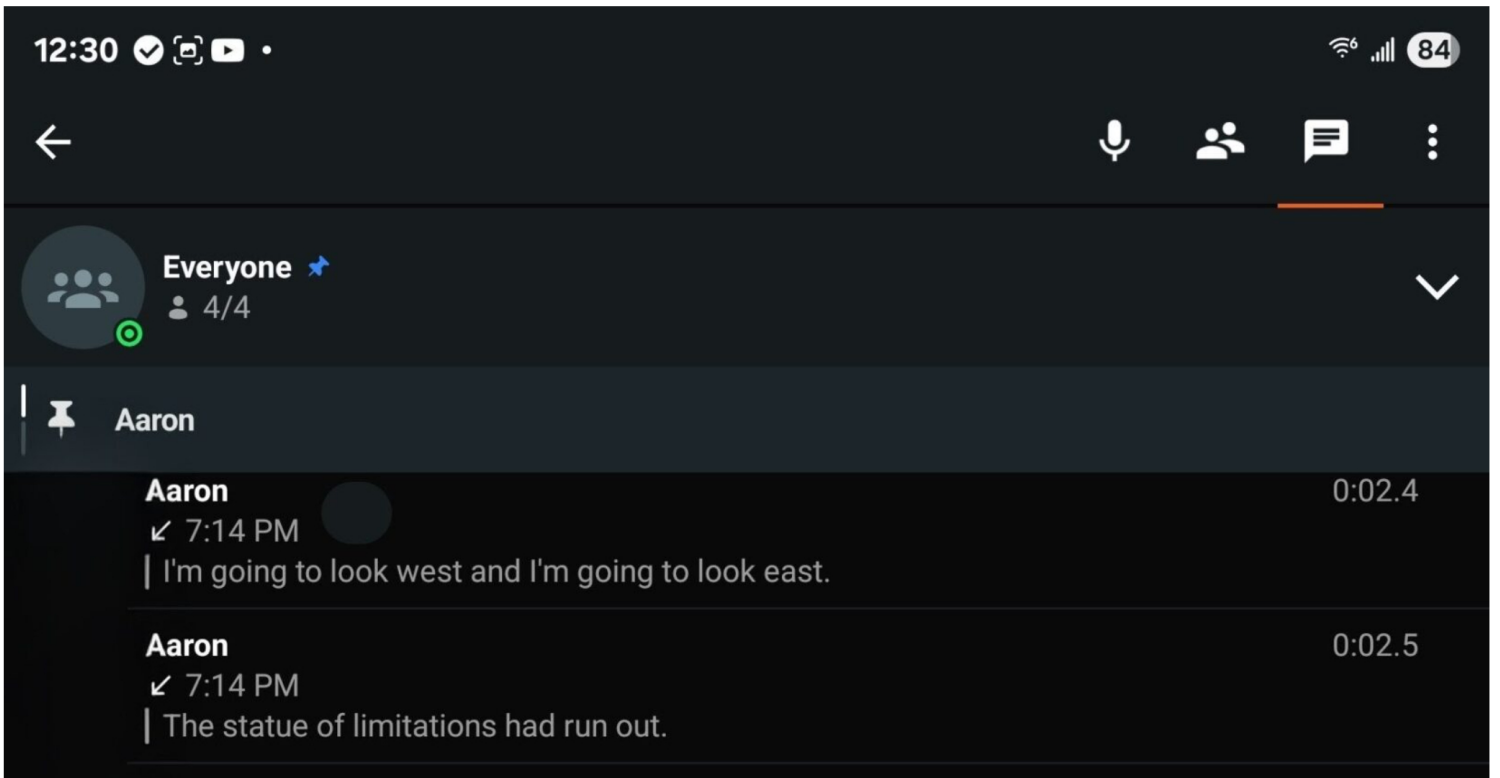 12:30
6
84
Everyone
4/4
Aaron
Aaron 0:02.4
7:14 PM
I'm going to look west and I'm going to look east.
Aaron 0:02.5
7:14 PM
The statue of limitations had run out.